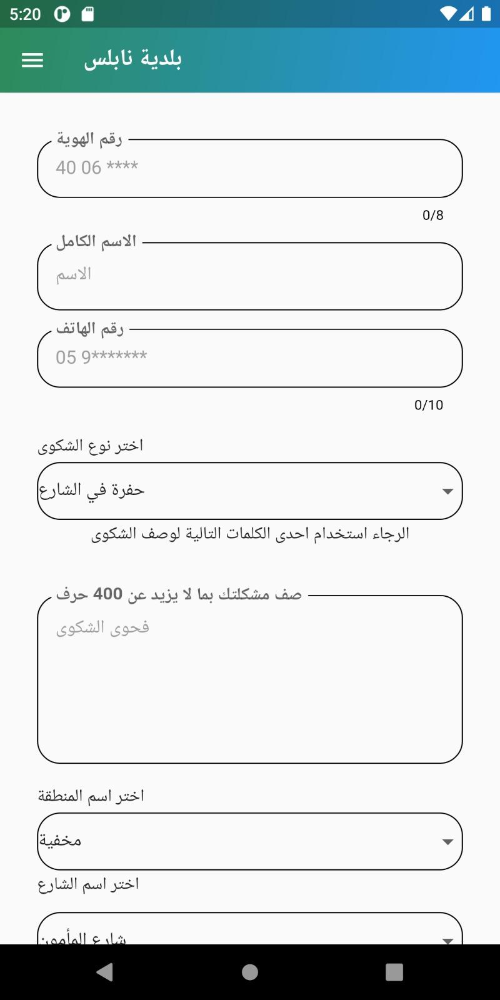 5:20
بلدية نابلس
رقم الهوية
40 06 ****
0/8
الاسم الكامل
الاسم
رقم الهاتف
05 9*******
0/10
اختر نوع الشكوى
حفرة في الشارع
الرجاء استخدام احدى الكلمات التالية لوصف الشكوى
صف مشكلتك بما لا يزيد عن 400 حرف
فحوى الشكوى
اختر اسم المنطقة
مخفية
اختر اسم الشارع
شارع المأمون